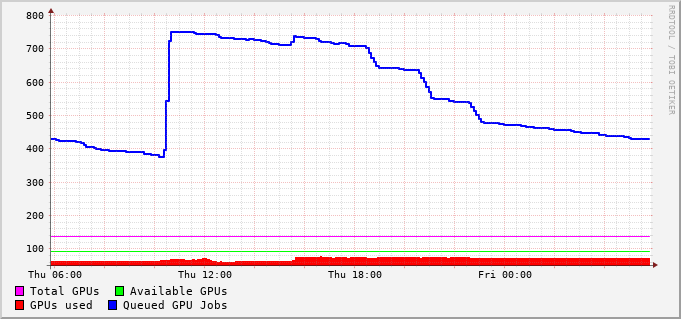 800
700
600
500
400
300
200
100
Thu 06:00 Thu 12:00 Thu 18:00 Fri 00:00
Total GPUs Available GPUs
GPUs used Queued GPU Jobs
RRDTOOL / TOBI OETIKER